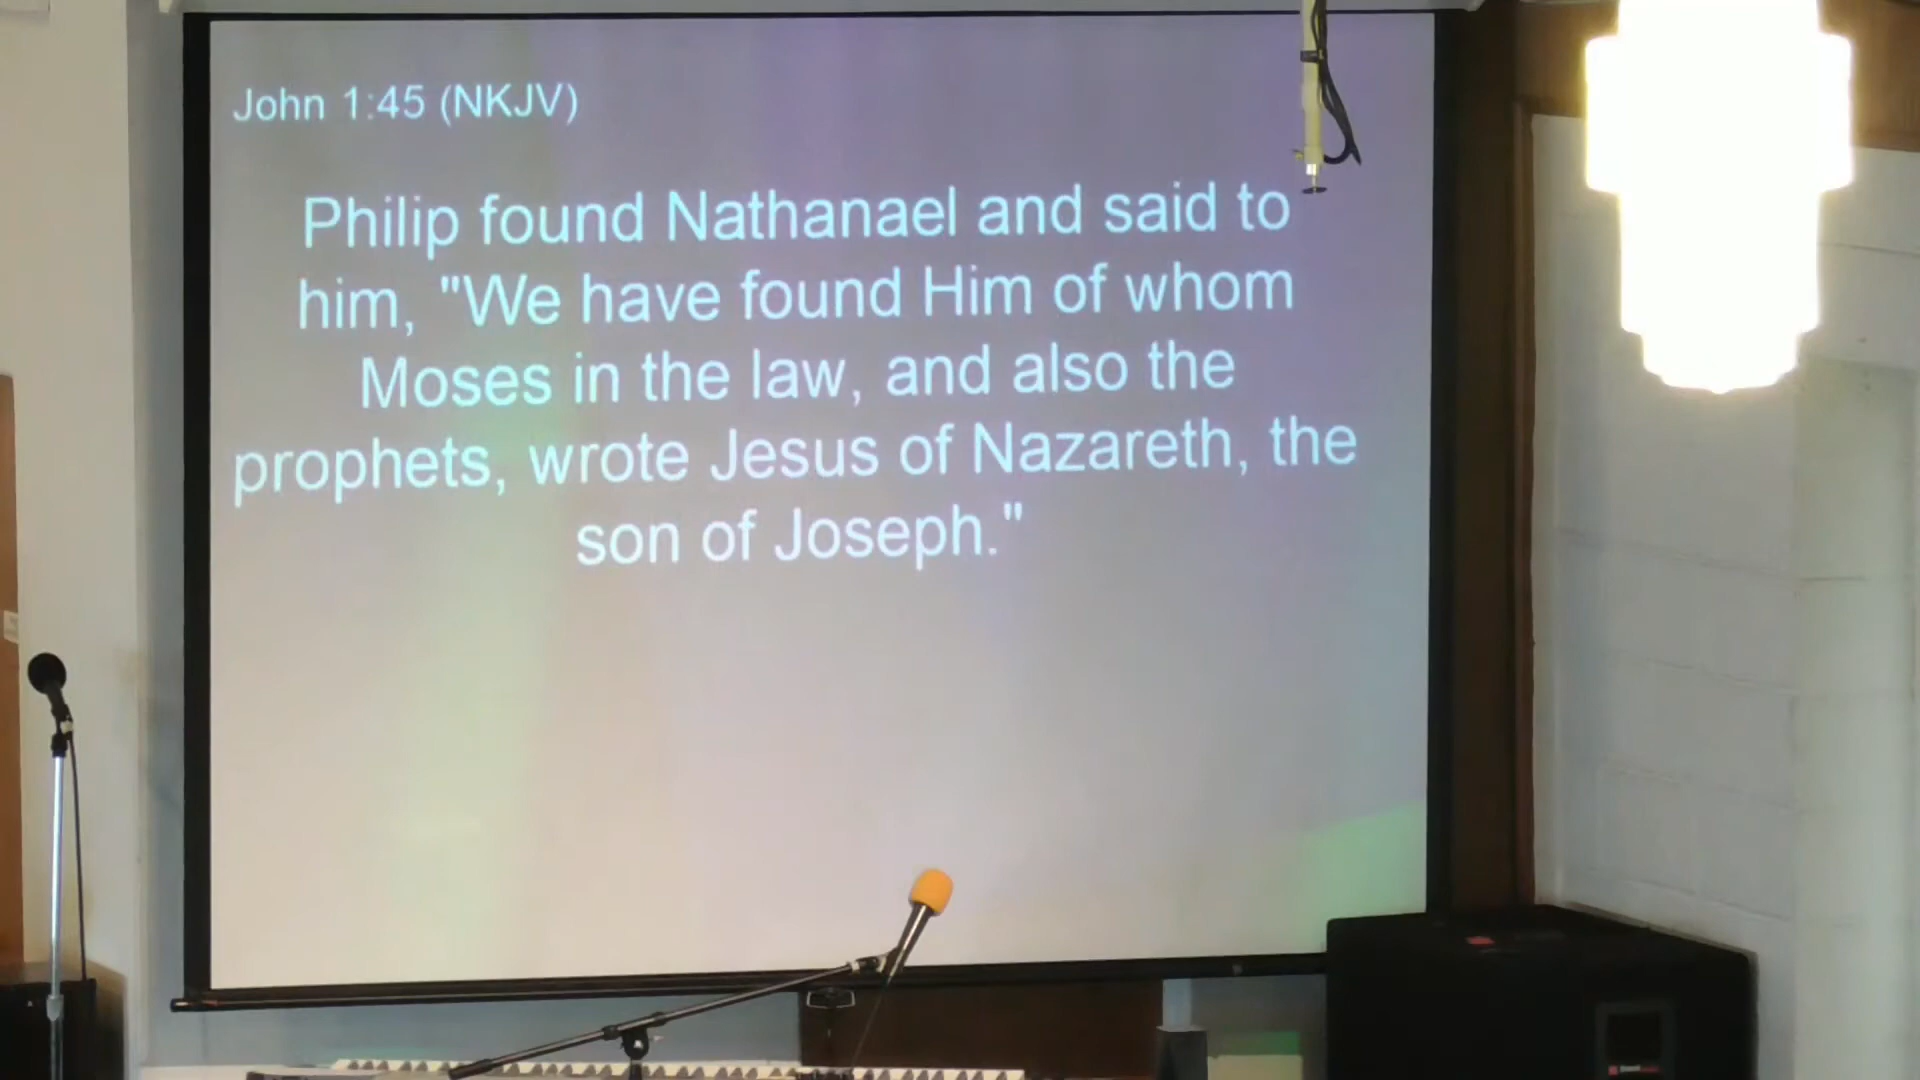 John 1:45 (NKJV)
Philip found Nathanael and said to
him, "We have found Him of whom
Moses in the law, and also the
prophets, wrote Jesus of Nazareth, the
son of Joseph."